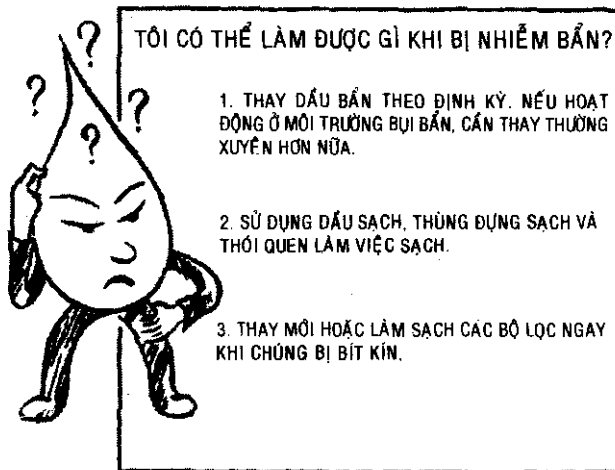 ? ? ? ?
TÔI CÓ THỂ LÀM ĐƯỢC GÌ KHI BỊ NHIỄM BẨN?
1. THAY DẦU BẨN THEO ĐỊNH KỲ. NẾU HOẠT
ĐỘNG Ở MÔI TRƯỜNG BỤI BẨN, CẦN THAY THƯỜNG
XUYÊN HƠN NỮA.
2. SỬ DỤNG DẦU SẠCH, THÙNG ĐỰNG SẠCH VÀ
THÓI QUEN LÀM VIỆC SẠCH.
3. THAY MỚI HOẶC LÀM SẠCH CÁC BỘ LỌC NGAY
KHI CHÚNG BỊ BÍT KÍN.